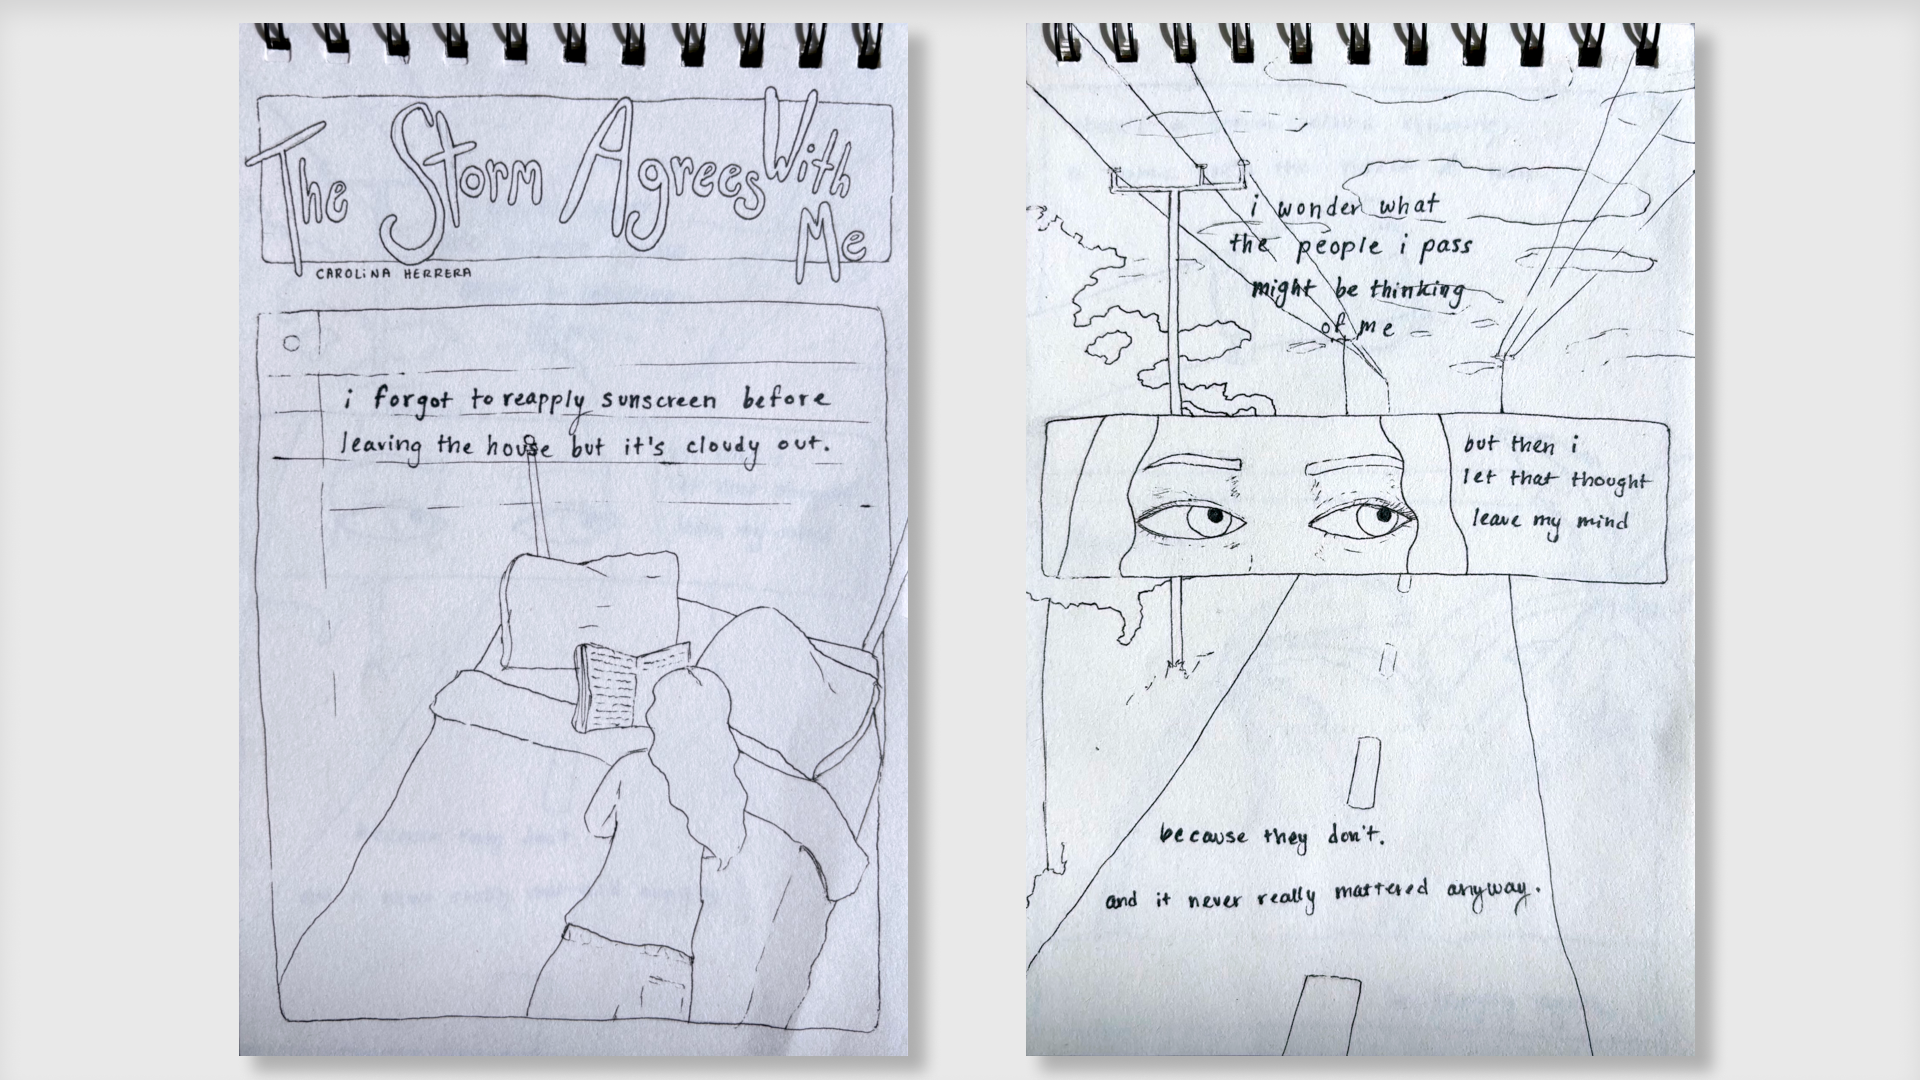 The Storm Agrees With
Me
CAROLINA HERRERA
i forgot to reapply sunscreen before
leaving the house but it's cloudy out.
i wonder what
the people i pass
might be thinking
of me
but then i
let that thought
leave my mind
because they don't.
and it never really mattered anyway.